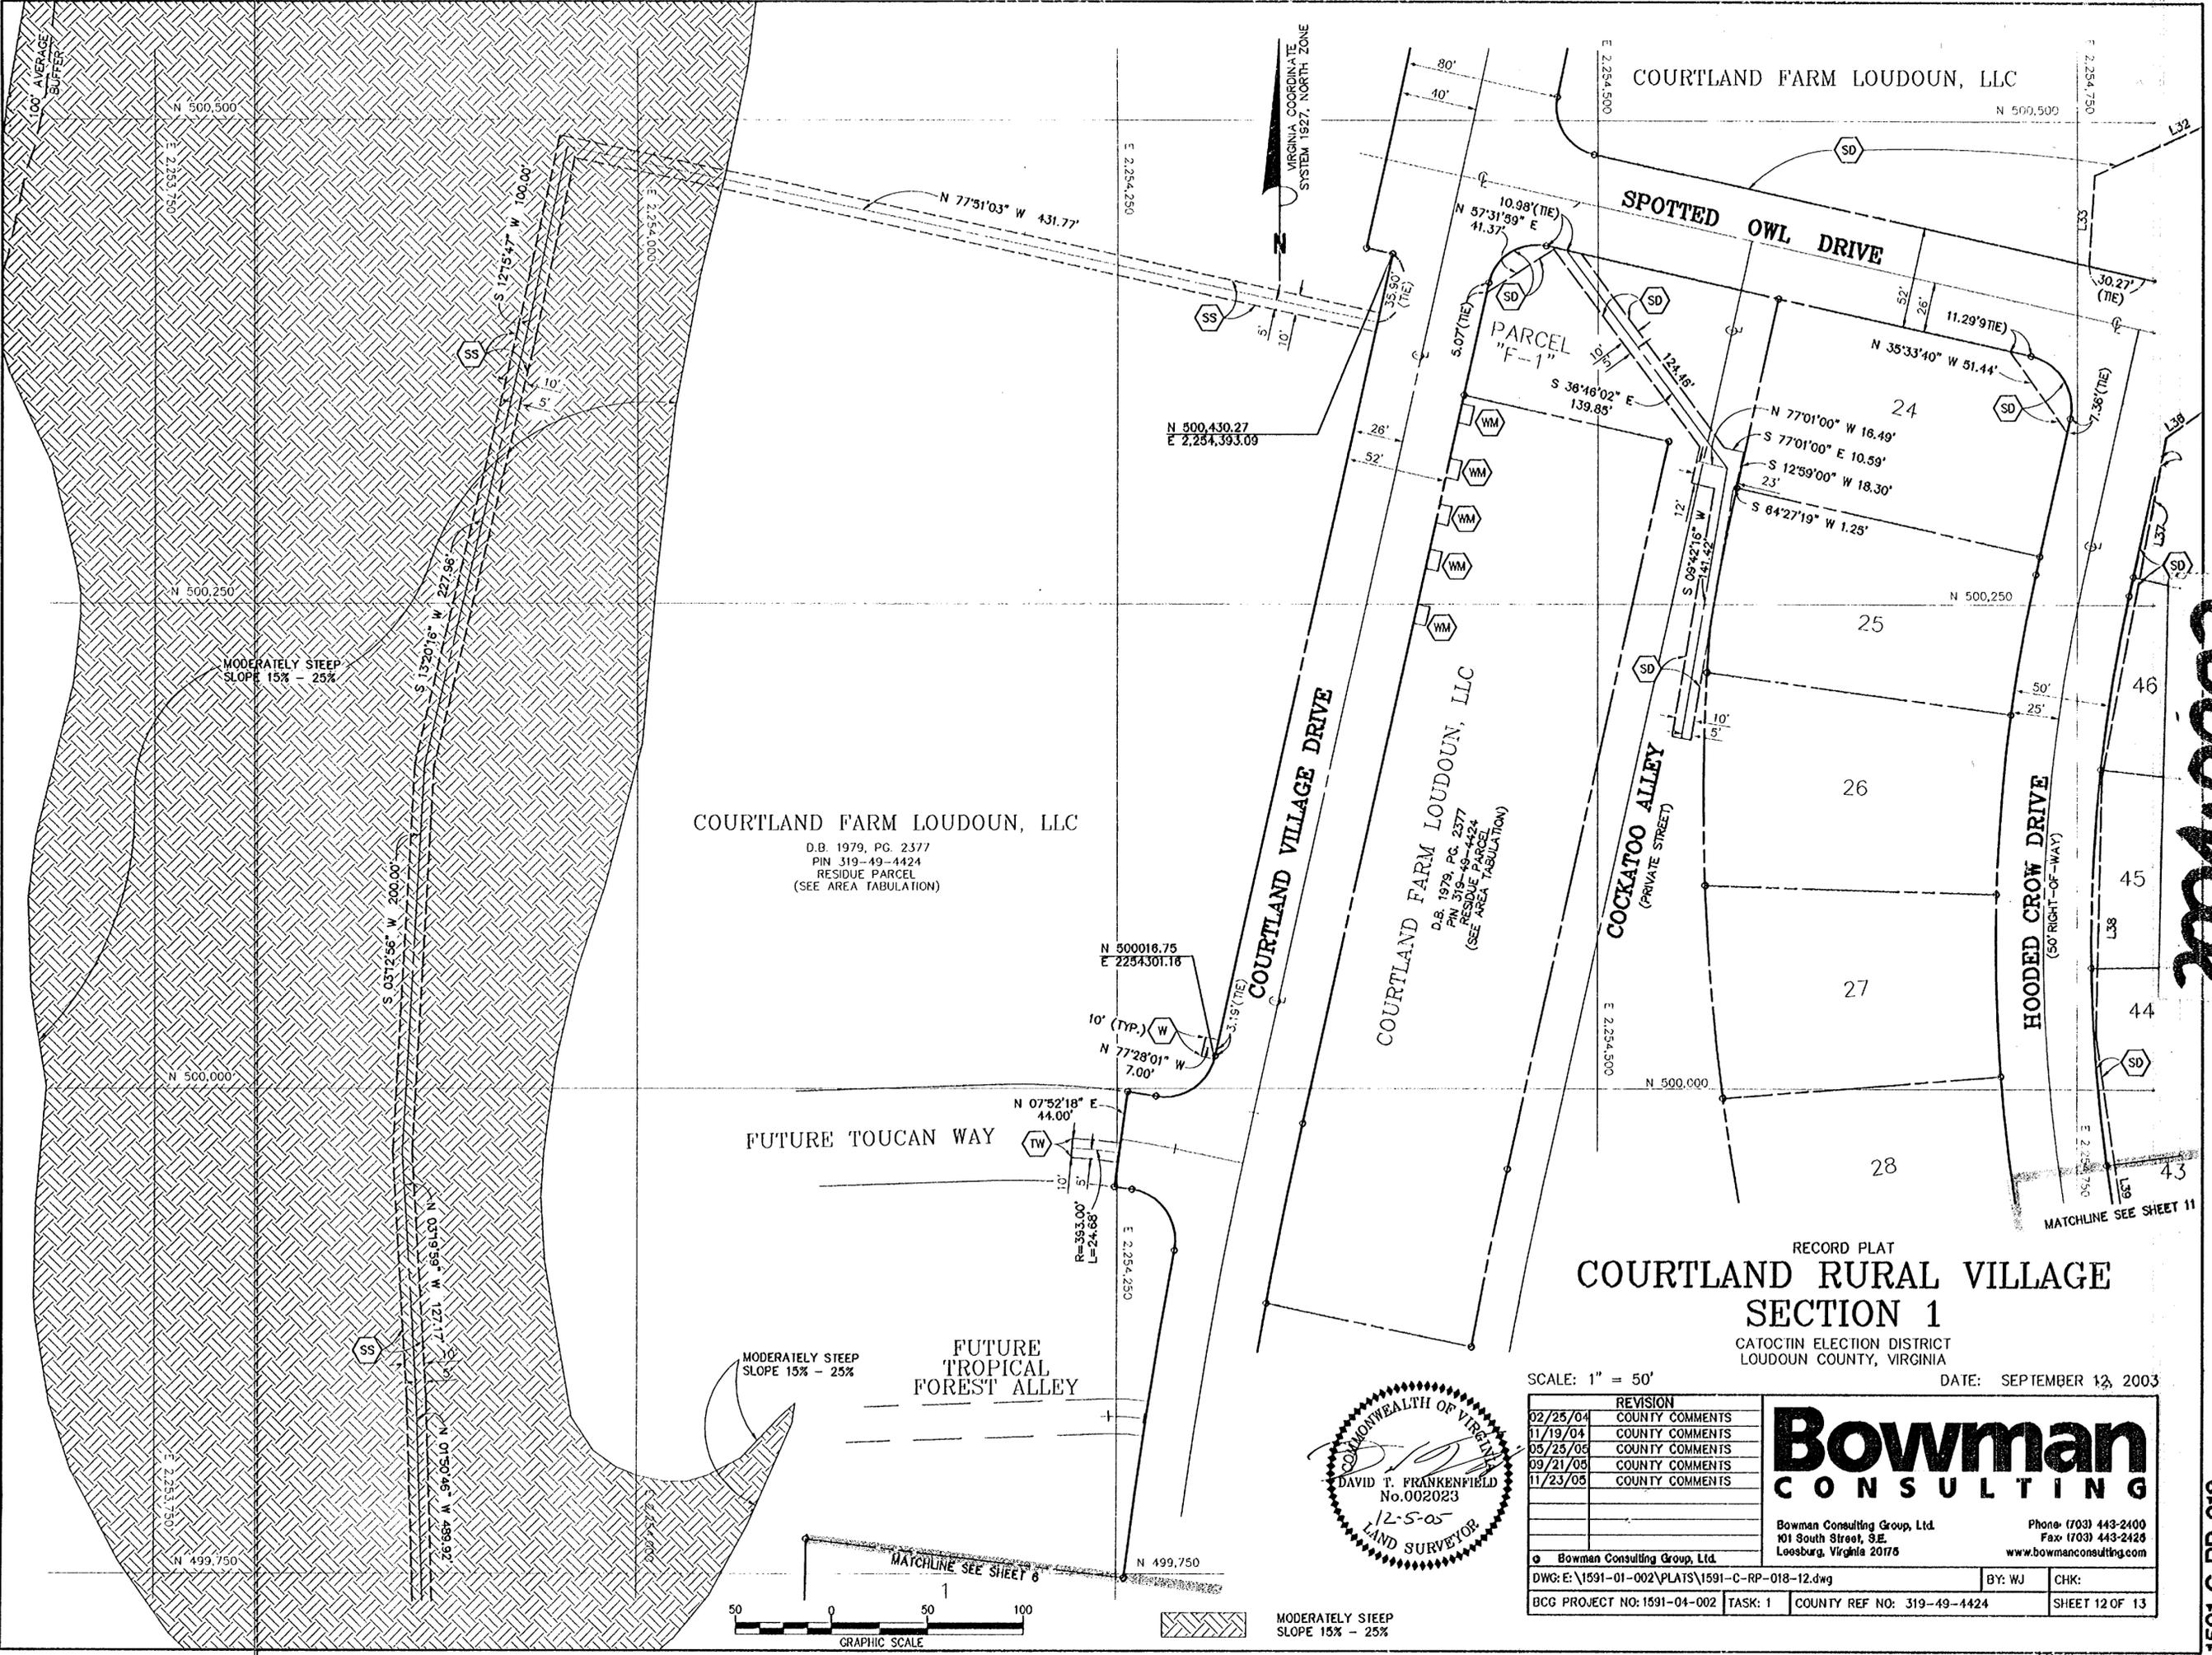 100' AVERAGE
BUFFER
N 500,500
E 2,253,750
E 2,254,000
S 12°15'47" W 100.00'
N 77°51'03" W 431.77'
SS
10'
5'
SS
5'
10'
E 2,254,250
VIRGINIA COORDINATE
SYSTEM 1927, NORTH ZONE
N
80'
40'
E 2,254,500
COURTLAND FARM LOUDOUN, LLC
E 2,254,750
N 500,500
L32
L33
SD
SPOTTED OWL DRIVE
10.98'(TIE)
N 57°31'59" E
41.37'
35.90'
(TIE)
SD
SD
5.07'(TIE)
PARCEL
"F-1"
10'
5'
124.46'
S 36°46'02" E
139.85'
52'
26'
30.27'
(TIE)
11.29'9TIE)
N 35°33'40" W 51.44'
24
SD
7.36'(TIE)
N 77°01'00" W 16.49'
S 77°01'00" E 10.59'
S 12°59'00" W 18.30'
23'
S 64°27'19" W 1.25'
12'
S 09°42'16" W
141.42'
N 500,430.27
E 2,254,393.09
26'
52'
WM
WM
WM
WM
WM
L36
L37
SD
N 500,250
N 500,250
S 13°20'16" W 227.96'
MODERATELY STEEP
SLOPE 15% - 25%
25
SD
46
50'
25'
10'
5'
26
COURTLAND FARM LOUDOUN, LLC
D.B. 1979, PG. 2377
PIN 319-49-4424
RESIDUE PARCEL
(SEE AREA TABULATION)
COURTLAND VILLAGE DRIVE
COURTLAND FARM LOUDOUN, LLC
D.B. 1979, PG. 2377
PIN 319-49-4424
RESIDUE PARCEL
(SEE AREA TABULATION)
COCKATOO ALLEY
(PRIVATE STREET)
HOODED CROW DRIVE
(50' RIGHT-OF-WAY)
45
L38
27
44
S 03°12'56" W 200.00'
N 500016.75
E 2254301.16
3.19'(TIE)
10' (TYP.)
W
N 77°28'01" W
7.00'
E 2,254,500
N 500,000
N 500,000
SD
N 07°52'18" E
44.00'
FUTURE TOUCAN WAY
TW
10'
5'
R=393.00'
L=24.68'
E 2,254,250
28
E 2,254,750
43
L39
MATCHLINE SEE SHEET 11
N 03°19'59" W 127.17'
SS
10'
5'
MODERATELY STEEP
SLOPE 15% - 25%
FUTURE
TROPICAL
FOREST ALLEY
N 01°50'46" W 489.92'
E 2,253,750
E 2,254,000
N 499,750
N 499,750
MATCHLINE SEE SHEET 6
1
50 0 50 100
GRAPHIC SCALE
MODERATELY STEEP
SLOPE 15% - 25%
COMMONWEALTH OF VIRGINIA
DAVID T. FRANKENFIELD
No.002023
12-5-05
LAND SURVEYOR
RECORD PLAT
COURTLAND RURAL VILLAGE
SECTION 1
CATOCTIN ELECTION DISTRICT
LOUDOUN COUNTY, VIRGINIA
SCALE: 1" = 50'
DATE: SEPTEMBER 12, 2003
REVISION
02/25/04 COUNTY COMMENTS
11/19/04 COUNTY COMMENTS
05/25/05 COUNTY COMMENTS
09/21/05 COUNTY COMMENTS
11/23/05 COUNTY COMMENTS
© Bowman Consulting Group, Ltd.
Bowman
CONSULTING
Bowman Consulting Group, Ltd.
101 South Street, S.E.
Leesburg, Virginia 20175
Phone: (703) 443-2400
Fax: (703) 443-2425
www.bowmanconsulting.com
DWG: E:\1591-01-002\PLATS\1591-C-RP-018-12.dwg
BY: WJ
CHK:
BCG PROJECT NO: 1591-04-002
TASK: 1
COUNTY REF NO: 319-49-4424
SHEET 12 OF 13